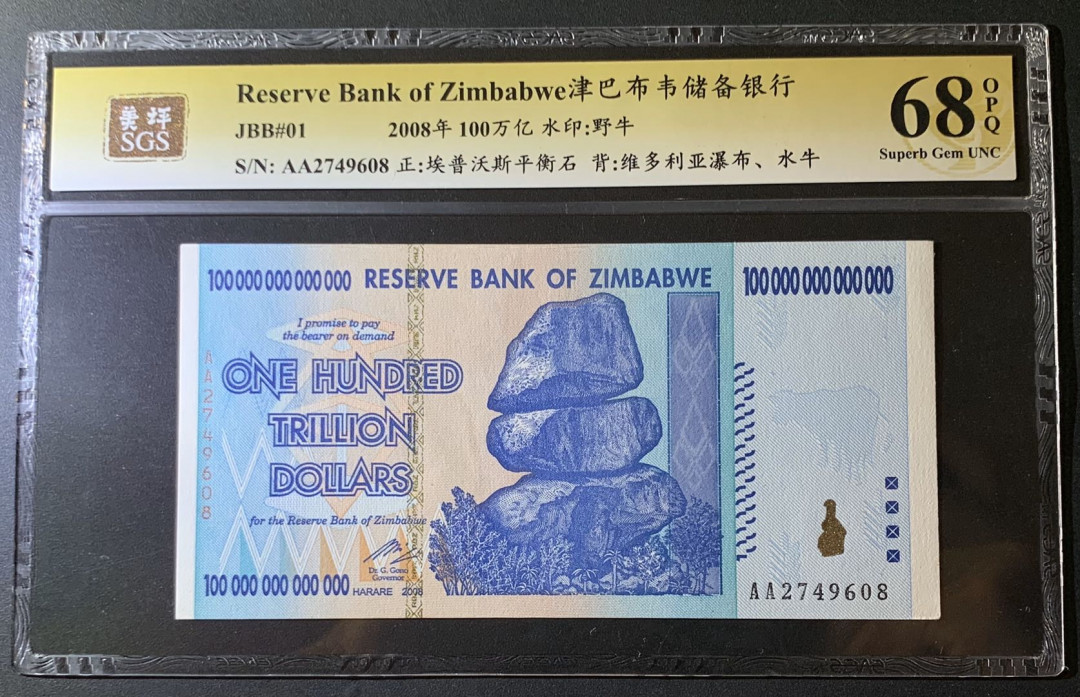 Reserve Bank of Zimbabwe津巴布韦储备银行
美评
SGS
JBB#01 2008年 100万亿 水印:野牛
S/N: AA2749608 正:埃普沃斯平衡石 背:维多利亚瀑布、水牛
68
OPQ
Superb Gem UNC
100 000 000 000 000 RESERVE BANK OF ZIMBABWE 100 000 000 000 000
I promise to pay
the bearer on demand
ONE HUNDRED
TRILLION
DOLLARS
for the Reserve Bank of Zimbabwe
Dr. G. Gono
Governor
100 000 000 000 000 HARARE 2008
AA2749608
AA2749608